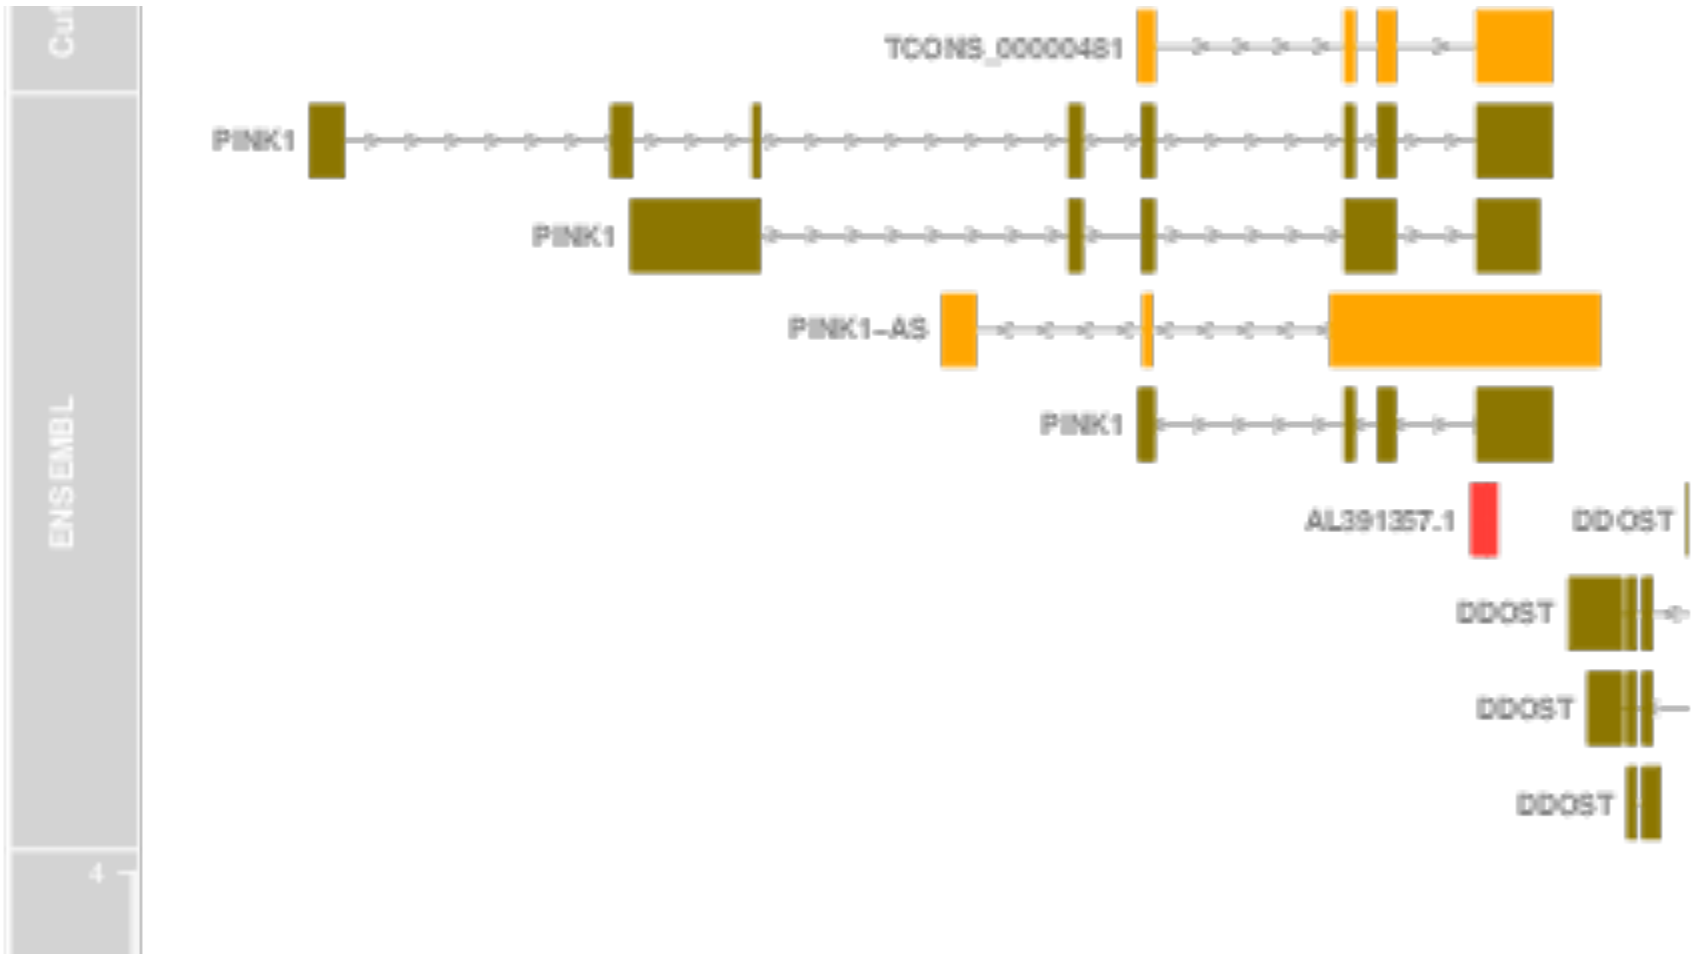 TCONS_00000481
PINK1
PINK1
PINK1-AS
PINK1
AL391357.1
DDOST
DDOST
DDOST
DDOST
ENSEMBL
4